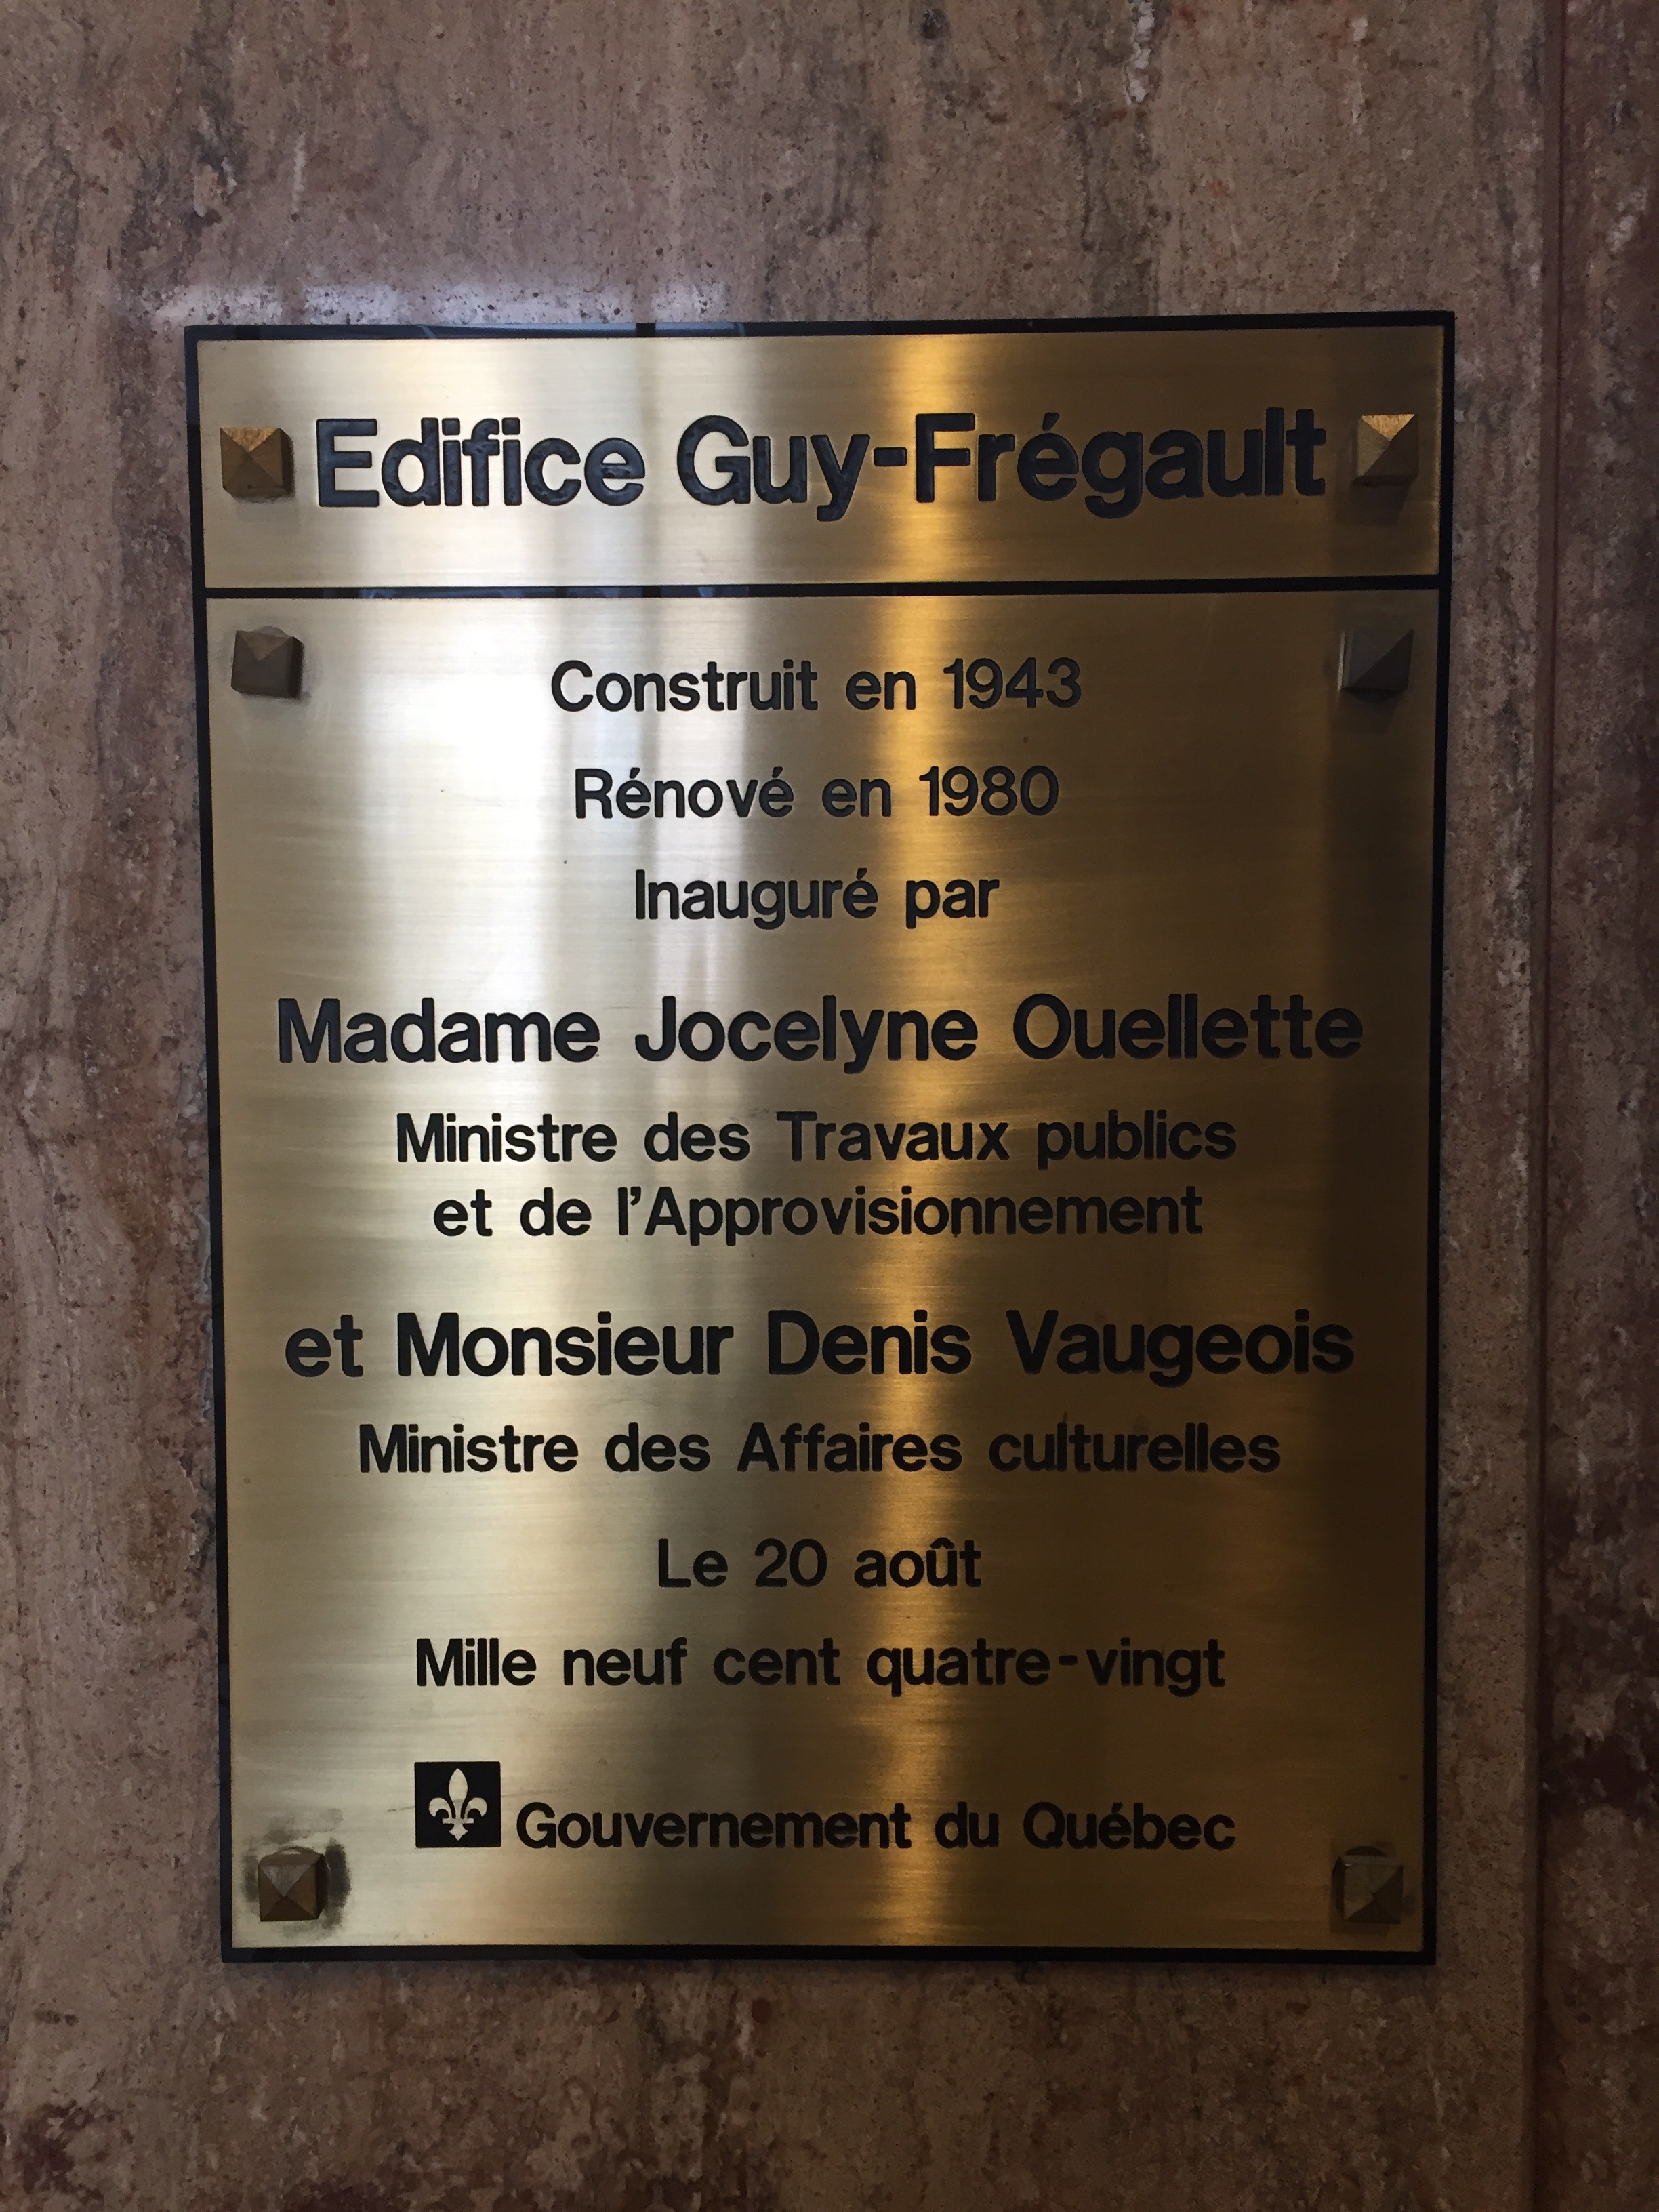 Edifice Guy-Frégault
Construit en 1943
Rénové en 1980
Inauguré par
Madame Jocelyne Ouellette
Ministre des Travaux publics
et de l'Approvisionnement
et Monsieur Denis Vaugeois
Ministre des Affaires culturelles
Le 20 août
Mille neuf cent quatre-vingt
Gouvernement du Québec